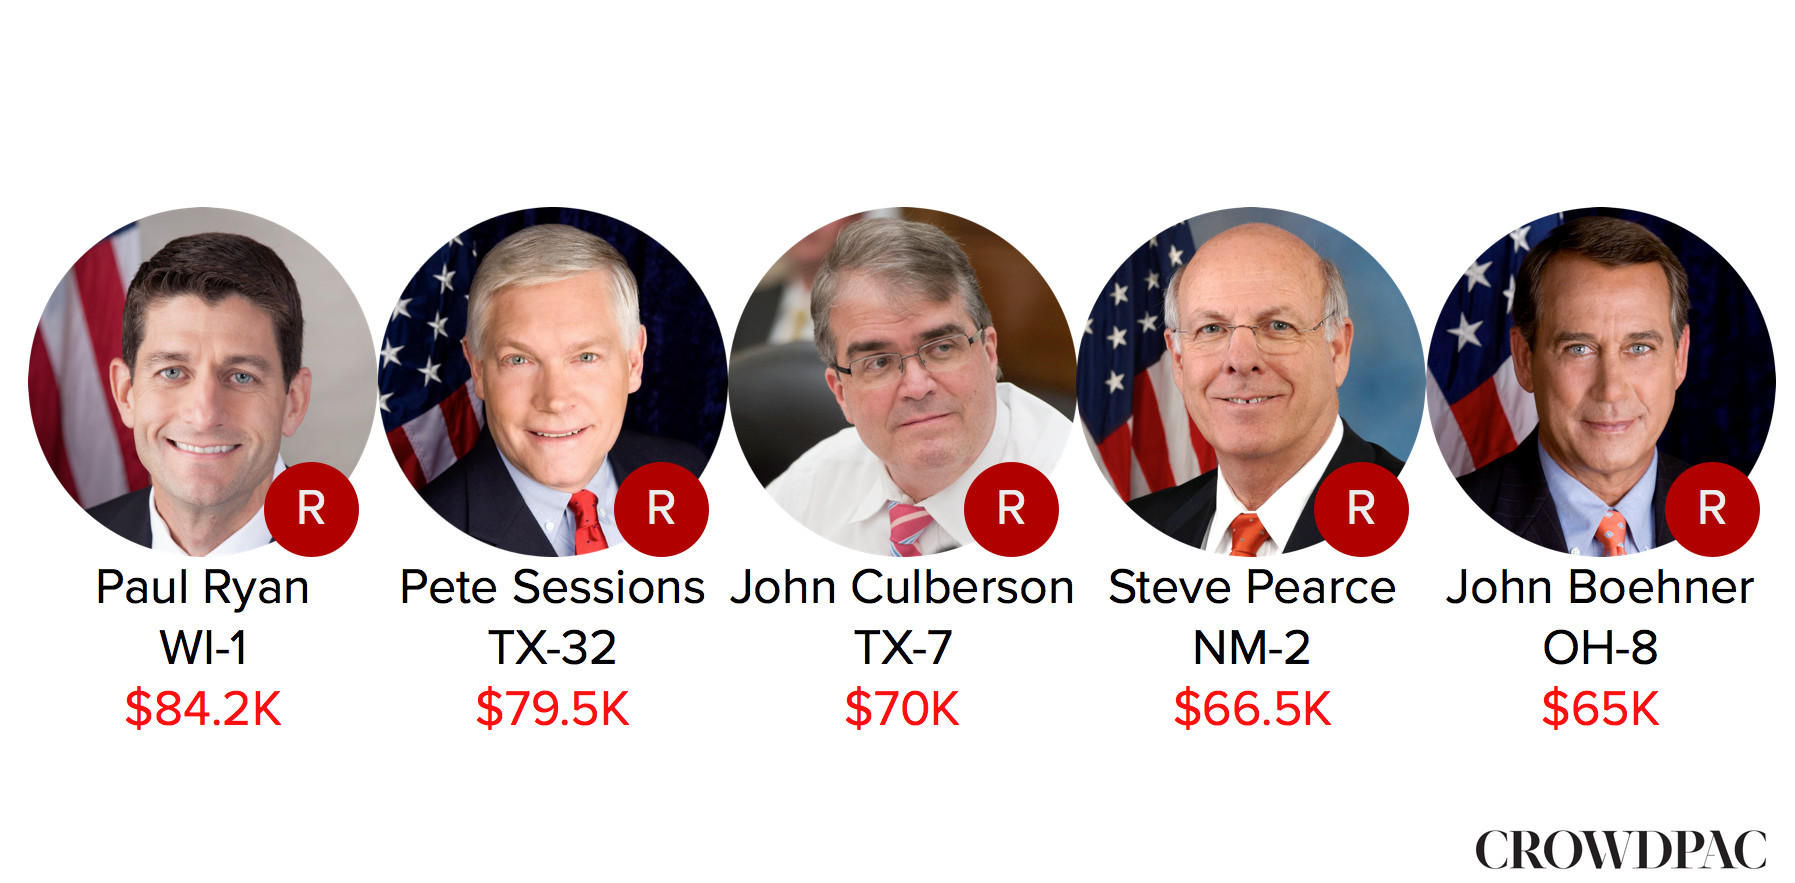 R R R R R
Paul Ryan Pete Sessions John Culberson Steve Pearce John Boehner
WI-1 TX-32 TX-7 NM-2 OH-8
$84.2K $79.5K $70K $66.5K $65K
CROWDPAC